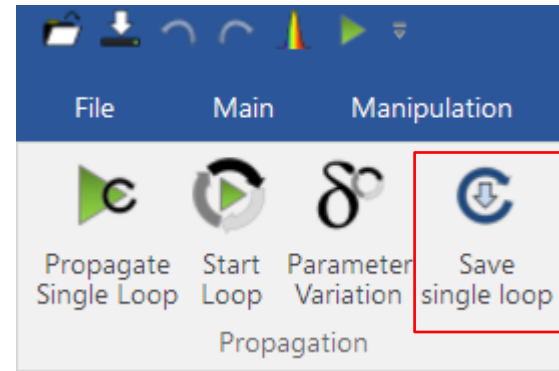 File Main Manipulation
Propagate Start Parameter Save
Single Loop Loop Variation single loop
Propagation